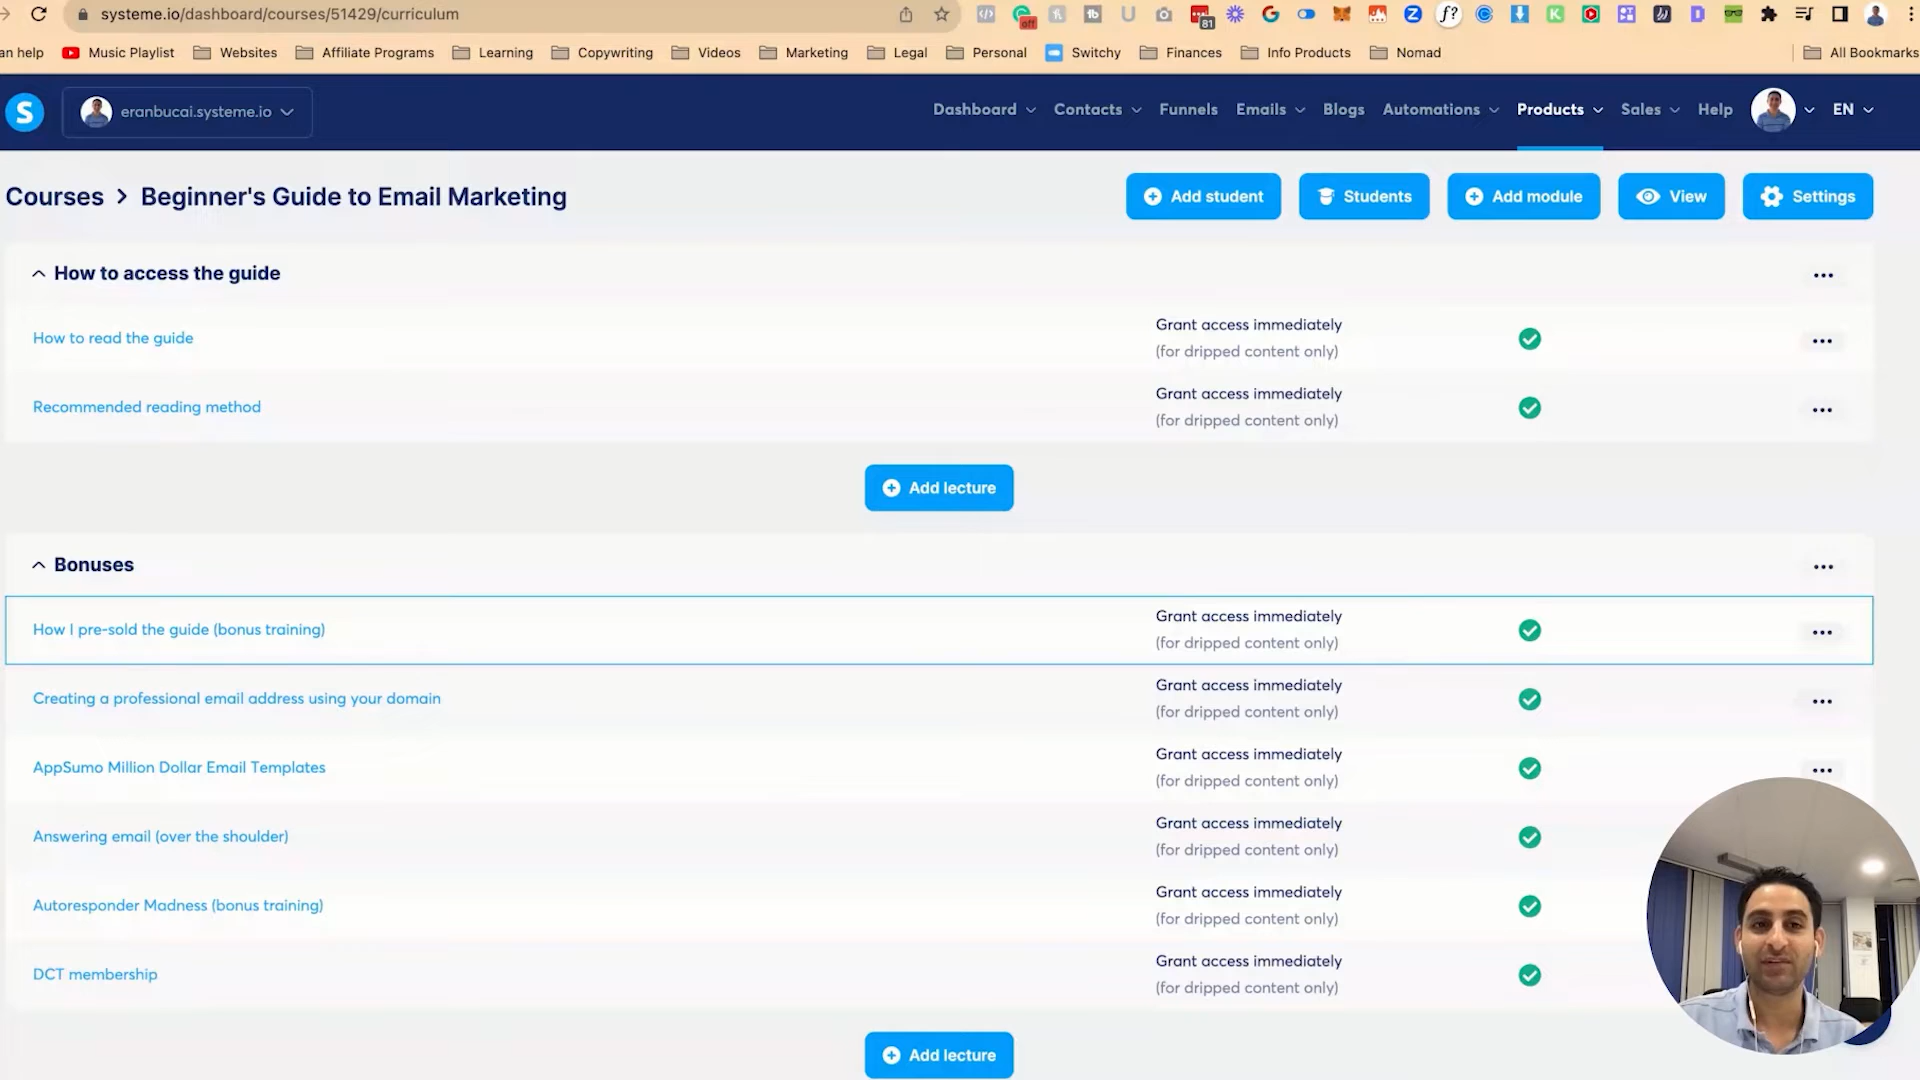 systeme.io/dashboard/courses/51429/curriculum
off
81
f?
an help
Music Playlist
Websites
Affiliate Programs
Learning
Copywriting
Videos
Marketing
Legal
Personal
Switchy
Finances
Info Products
Nomad
All Bookmarks
S
eranbucai.systeme.io
Dashboard
Contacts
Funnels
Emails
Blogs
Automations
Products
Sales
Help
EN
Courses > Beginner's Guide to Email Marketing
Add student
Students
Add module
View
Settings
How to access the guide
How to read the guide
Grant access immediately
(for dripped content only)
Recommended reading method
Grant access immediately
(for dripped content only)
Add lecture
Bonuses
How I pre-sold the guide (bonus training)
Grant access immediately
(for dripped content only)
Creating a professional email address using your domain
Grant access immediately
(for dripped content only)
AppSumo Million Dollar Email Templates
Grant access immediately
(for dripped content only)
Answering email (over the shoulder)
Grant access immediately
(for dripped content only)
Autoresponder Madness (bonus training)
Grant access immediately
(for dripped content only)
DCT membership
Grant access immediately
(for dripped content only)
Add lecture